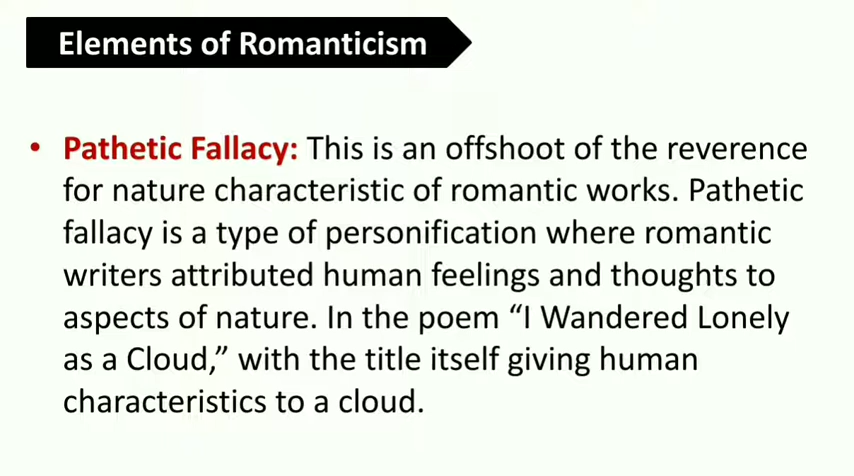 Elements of Romanticism
• Pathetic Fallacy: This is an offshoot of the reverence
for nature characteristic of romantic works. Pathetic
fallacy is a type of personification where romantic
writers attributed human feelings and thoughts to
aspects of nature. In the poem “I Wandered Lonely
as a Cloud,” with the title itself giving human
characteristics to a cloud.